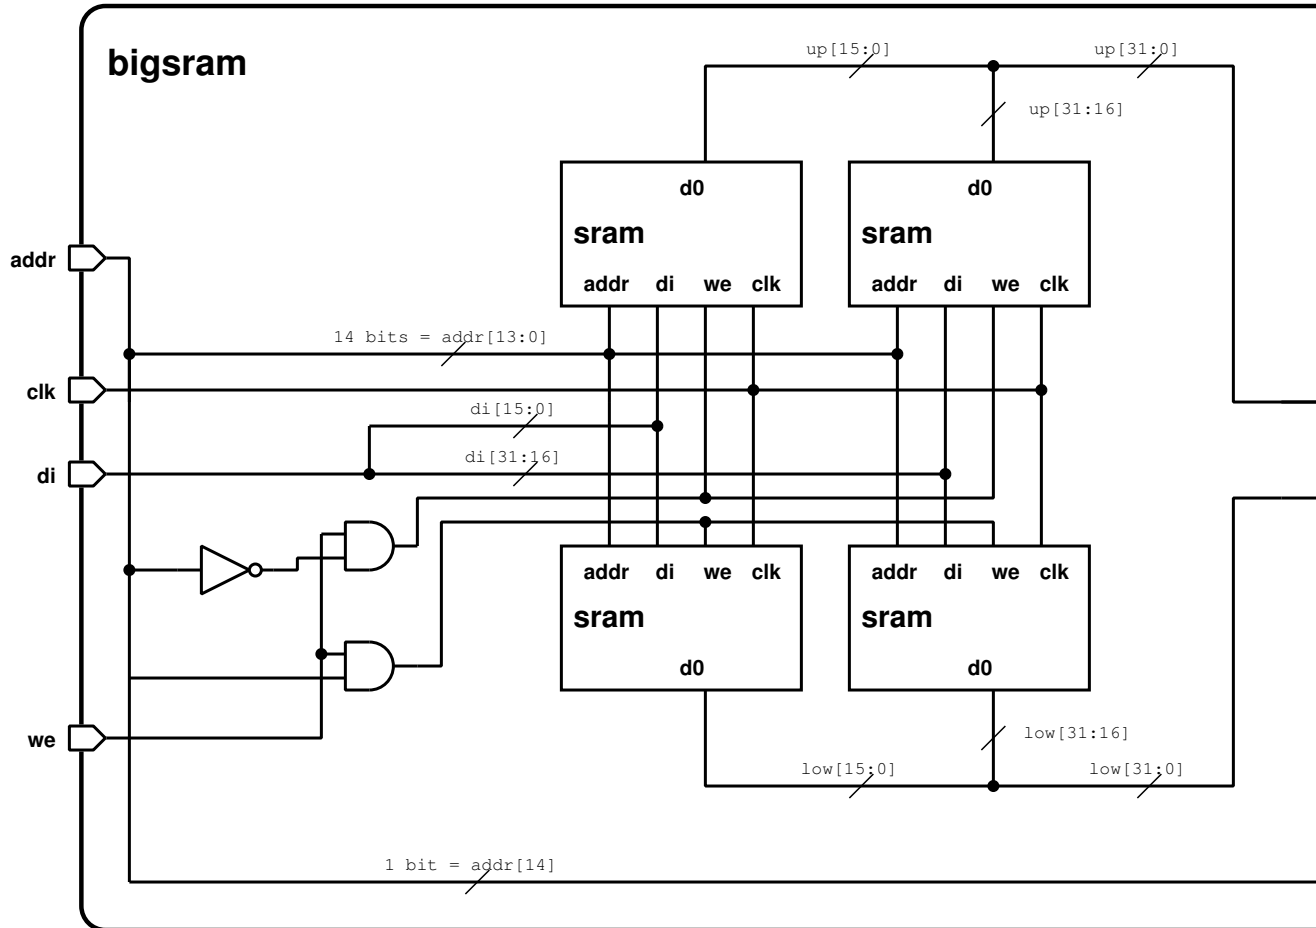 up[15:0] up[31:0]
bigsram
up[31:16]
d0 d0
sram sram
addr
addr di we clk addr di we clk
14 bits = addr[13:0]
clk
di[15:0]
di[31:16]
di
addr di we clk addr di we clk
sram sram
d0 d0
we
low[31:16]
low[15:0] low[31:0]
1 bit = addr[14]